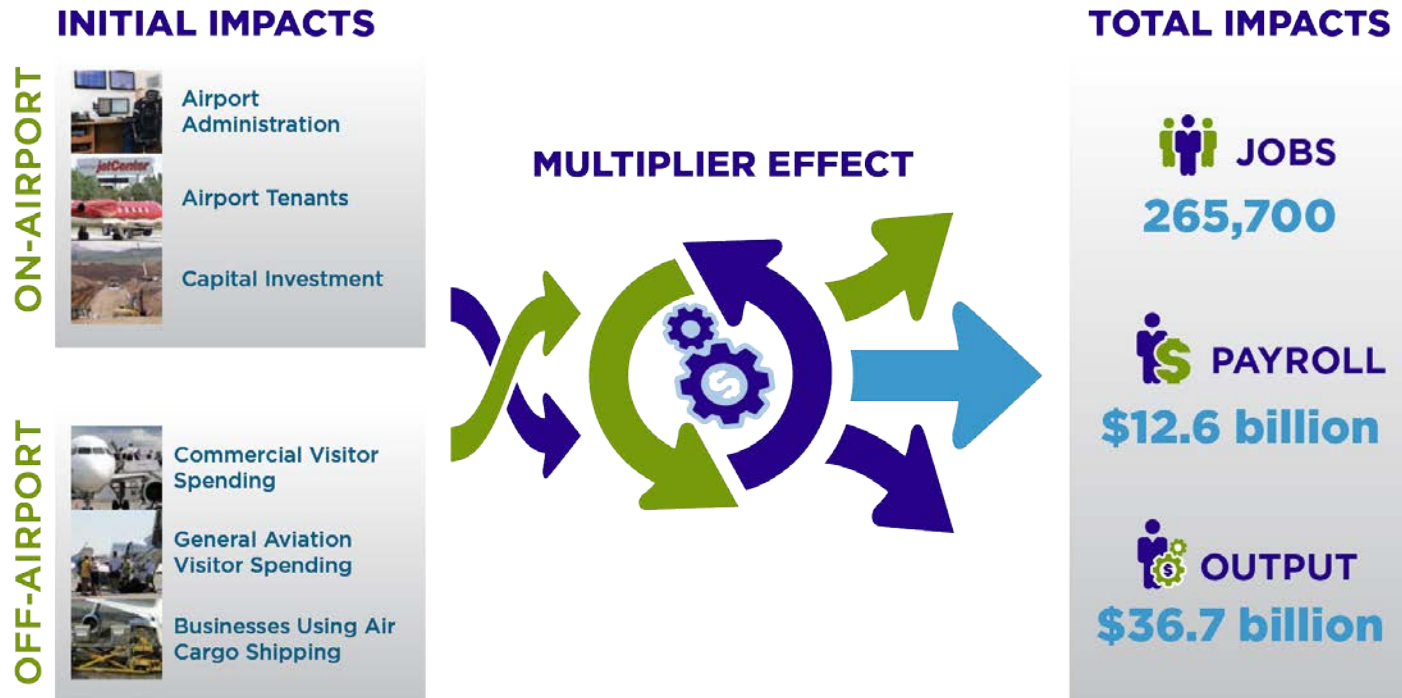 INITIAL IMPACTS
ON-AIRPORT
Airport
Administration
jetCenter
Airport Tenants
Capital Investment
OFF-AIRPORT
Commercial Visitor
Spending
General Aviation
Visitor Spending
Businesses Using Air
Cargo Shipping
MULTIPLIER EFFECT
$
TOTAL IMPACTS
JOBS
265,700
$
PAYROLL
$12.6 billion
$
OUTPUT
$36.7 billion